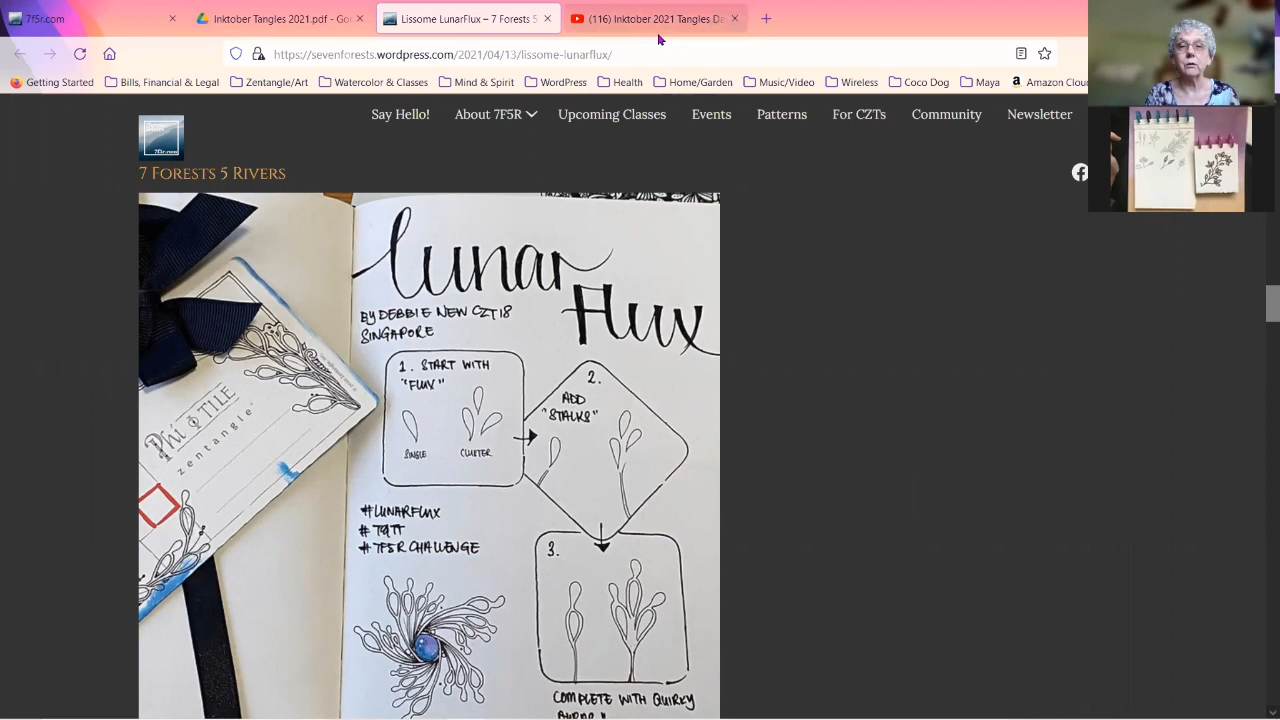 7f5r.com
Inktober Tangles 2021.pdf - Go
Lissome LunarFlux – 7 Forests 5
(116) Inktober 2021 Tangles Da
https://sevenforests.wordpress.com/2021/04/13/lissome-lunarflux/
Getting Started Bills, Financial & Legal Zentangle/Art Watercolor & Classes Mind & Spirit WordPress Health Home/Garden Music/Video Wireless Coco Dog Maya Amazon Clou
Say Hello! About 7F5R Upcoming Classes Events Patterns For CZTs Community Newsletter
7F5R.com
7 Forests 5 Rivers
lunar
Flux
BY DEBBIE NEW CZT18
SINGAPORE
1. START WITH
"FLUX"
SINGLE
CLUSTER
2.
ADD
"STALKS"
Phi TILE
zentangle®
#LUNARFLUX
#TQTT
#7F5R CHALLENGE
3.
COMPLETE WITH QUIRKY